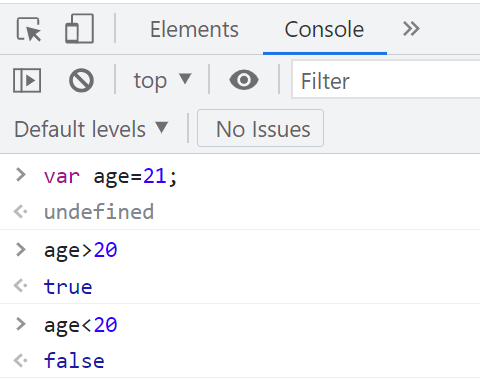 Elements Console
top Filter
Default levels No Issues
var age=21;
undefined
age>20
true
age<20
false